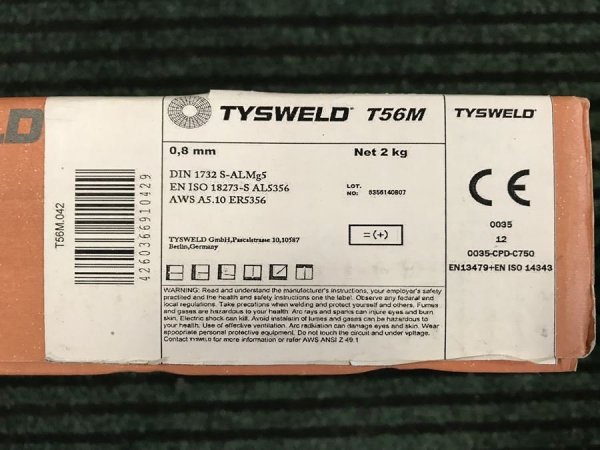 LD
T56M.042
4260366910429
TYSWELD T56M
0,8 mm Net 2 kg
DIN 1732 S-ALMg5
EN ISO 18273-S AL5356
AWS A5.10 ER5356
LOT.
NO: 5356140807
TYSWELD GmbH,Pascalstrasse 10,10587
Berlin,Germany
=(+)
WARNING: Read and understand the manufacturer's instructions, your employer's safety
practited and the health and safety instructions one the label. Observe any federal and
local regulations. Take precautions when welding and protect yourself and others. Fumes
and gases are hazardous to your health. Arc rays and sparks can injure eyes and burn
skin. Electric shock can kill. Avoid instalasin of fumes and gases can be hazardous to
your health. Use of effective ventilation. Arc radiation can damage eyes and skin. Wear
appopriate personal protective equipment. Do not touch the circuit and under vpltage.
Contact TYSWELD for more information or refer AWS ANSI Z 49.1
TYSWELD
CE
0035
12
0035-CPD-C750
EN13479+EN ISO 14343